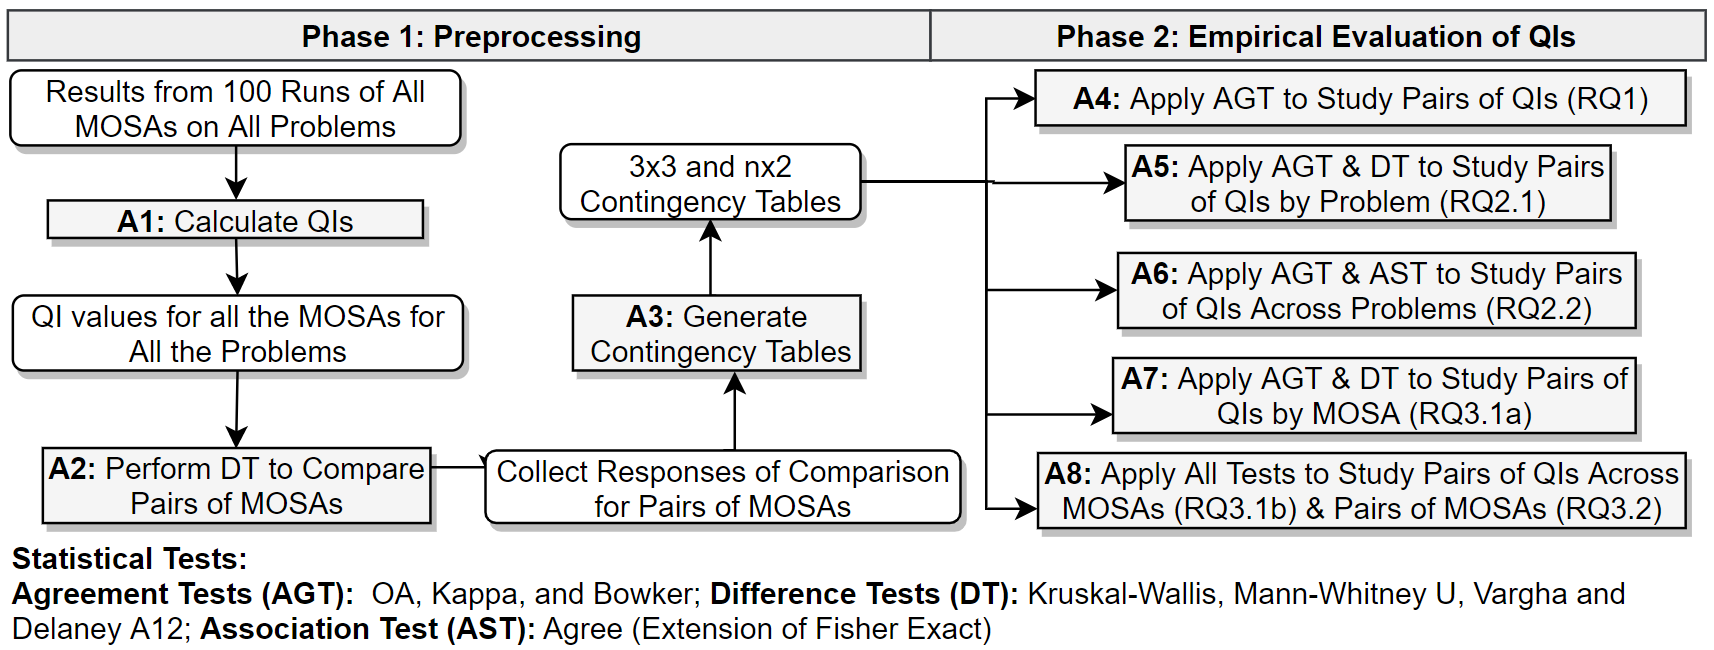 Phase 1: Preprocessing
Phase 2: Empirical Evaluation of QIs
Results from 100 Runs of All
MOSAs on All Problems
A1: Calculate QIs
QI values for all the MOSAs for
All the Problems
A2: Perform DT to Compare
Pairs of MOSAs
Collect Responses of Comparison
for Pairs of MOSAs
A3: Generate
Contingency Tables
3x3 and nx2
Contingency Tables
A4: Apply AGT to Study Pairs of QIs (RQ1)
A5: Apply AGT & DT to Study Pairs
of QIs by Problem (RQ2.1)
A6: Apply AGT & AST to Study Pairs
of QIs Across Problems (RQ2.2)
A7: Apply AGT & DT to Study Pairs of
QIs by MOSA (RQ3.1a)
A8: Apply All Tests to Study Pairs of QIs Across
MOSAs (RQ3.1b) & Pairs of MOSAs (RQ3.2)
Statistical Tests:
Agreement Tests (AGT): OA, Kappa, and Bowker; Difference Tests (DT): Kruskal-Wallis, Mann-Whitney U, Vargha and
Delaney A12; Association Test (AST): Agree (Extension of Fisher Exact)